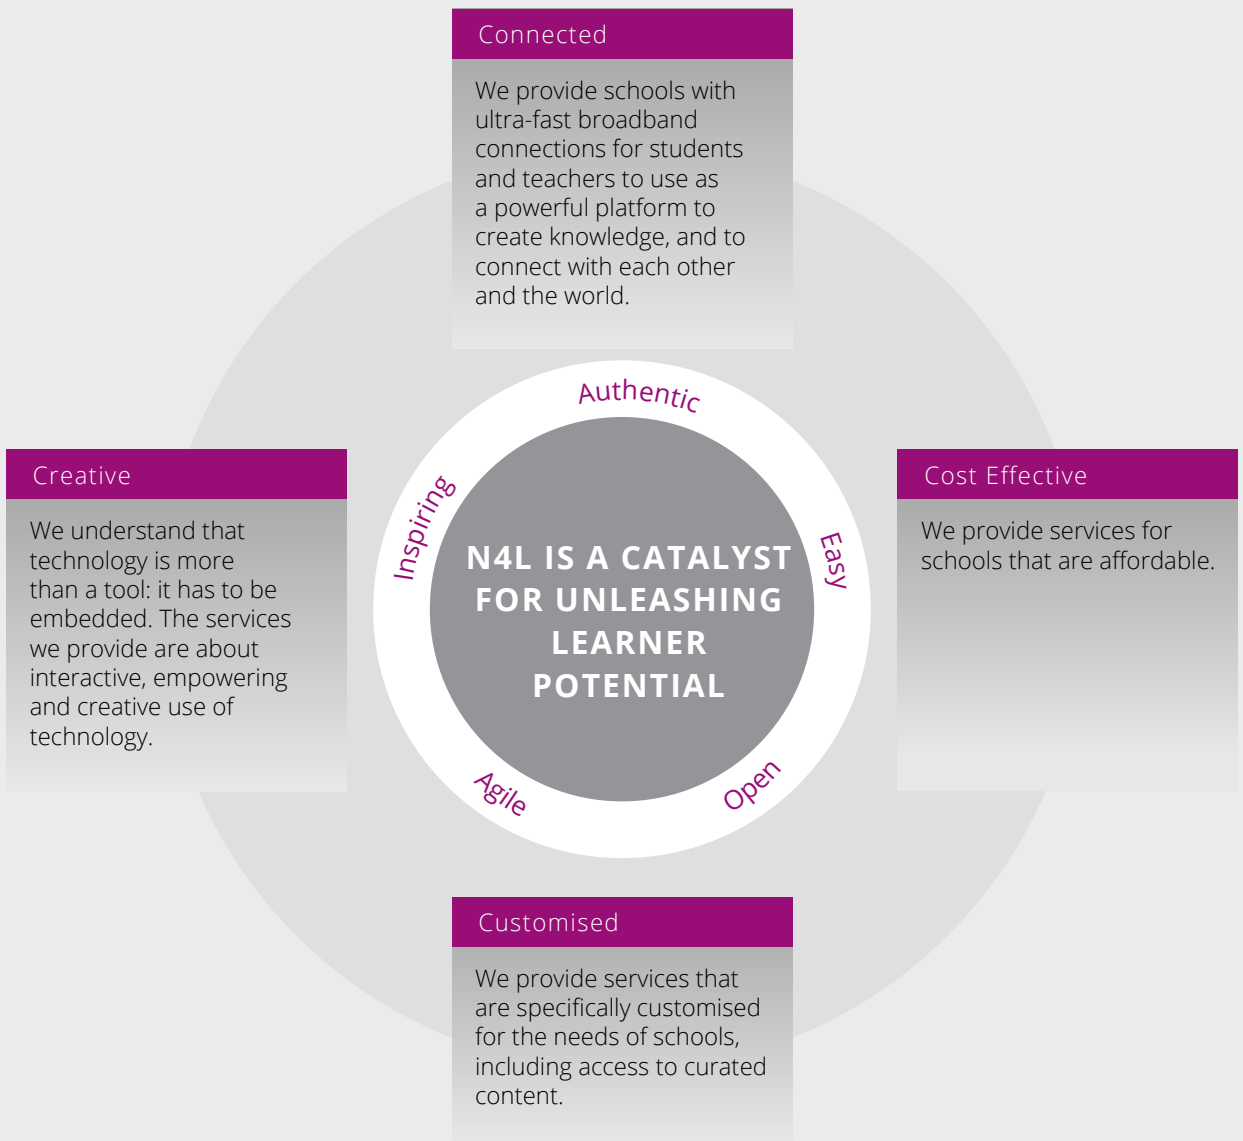 Connected
We provide schools with
ultra-fast broadband
connections for students
and teachers to use as
a powerful platform to
create knowledge, and to
connect with each other
and the world.
Authentic
Inspiring
Easy
Agile
Open
N4L IS A CATALYST
FOR UNLEASHING
LEARNER
POTENTIAL
Creative
We understand that
technology is more
than a tool: it has to be
embedded. The services
we provide are about
interactive, empowering
and creative use of
technology.
Cost Effective
We provide services for
schools that are affordable.
Customised
We provide services that
are specifically customised
for the needs of schools,
including access to curated
content.